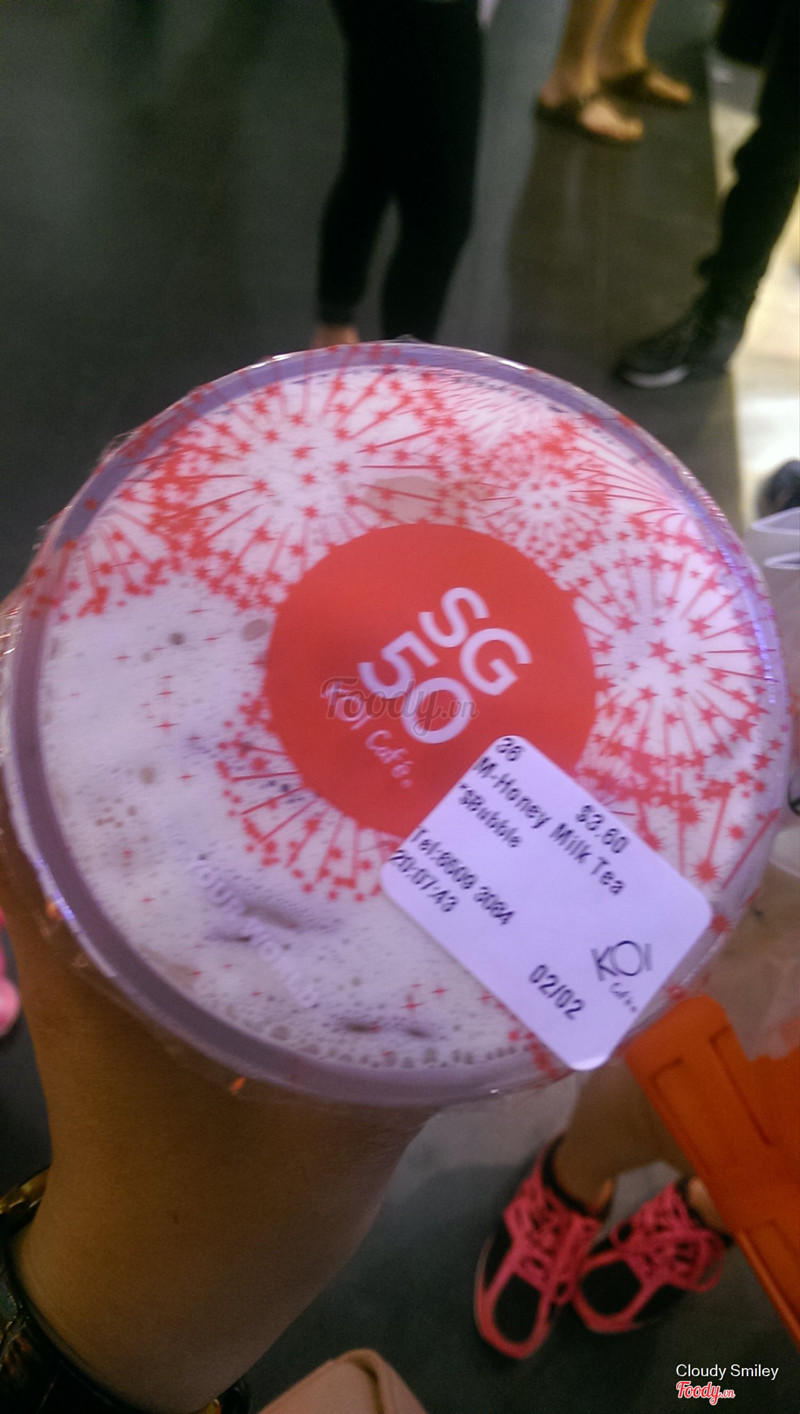 SG
50
KOI Café.
36
$3.60
M-Honey Milk Tea
*$Bubble
Tel:6509 3084
20:07:43
KOI
Café
02/02
Foody.vn
Cloudy Smiley
Foody.vn